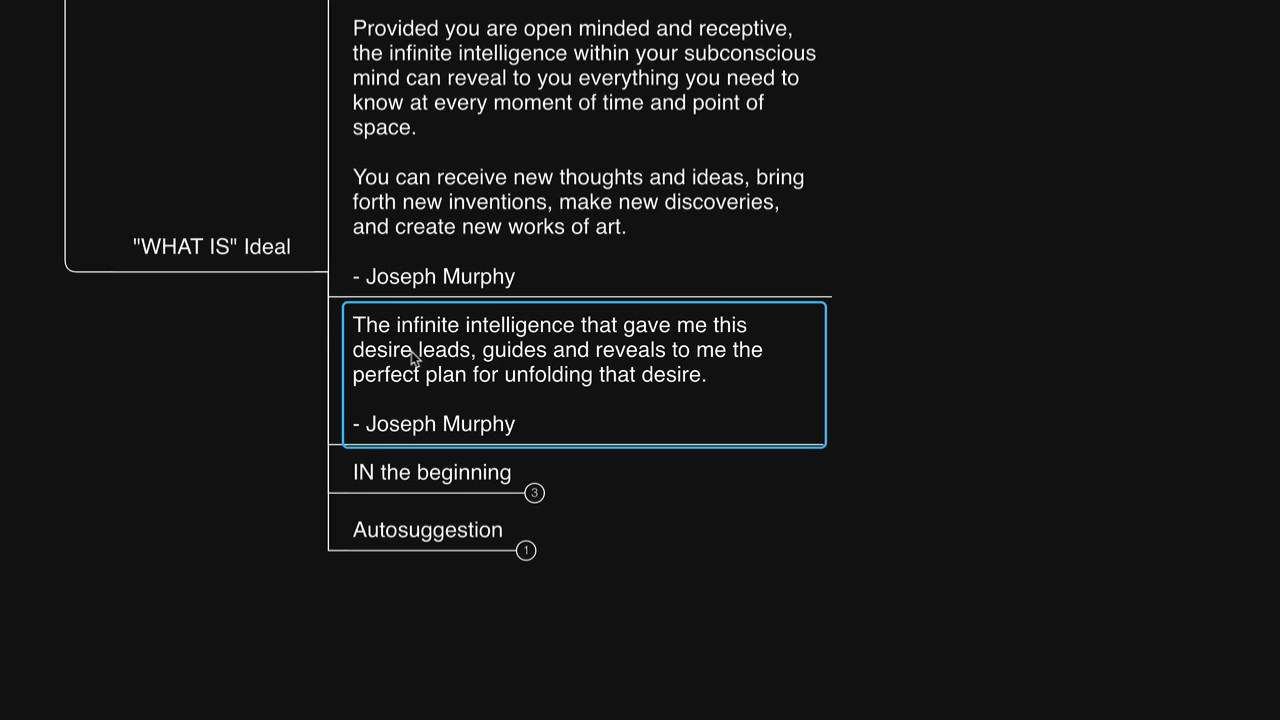 Provided you are open minded and receptive,
the infinite intelligence within your subconscious
mind can reveal to you everything you need to
know at every moment of time and point of
space.
You can receive new thoughts and ideas, bring
forth new inventions, make new discoveries,
and create new works of art.
"WHAT IS" Ideal
- Joseph Murphy
The infinite intelligence that gave me this
desire leads, guides and reveals to me the
perfect plan for unfolding that desire.
- Joseph Murphy
IN the beginning
3
Autosuggestion
1